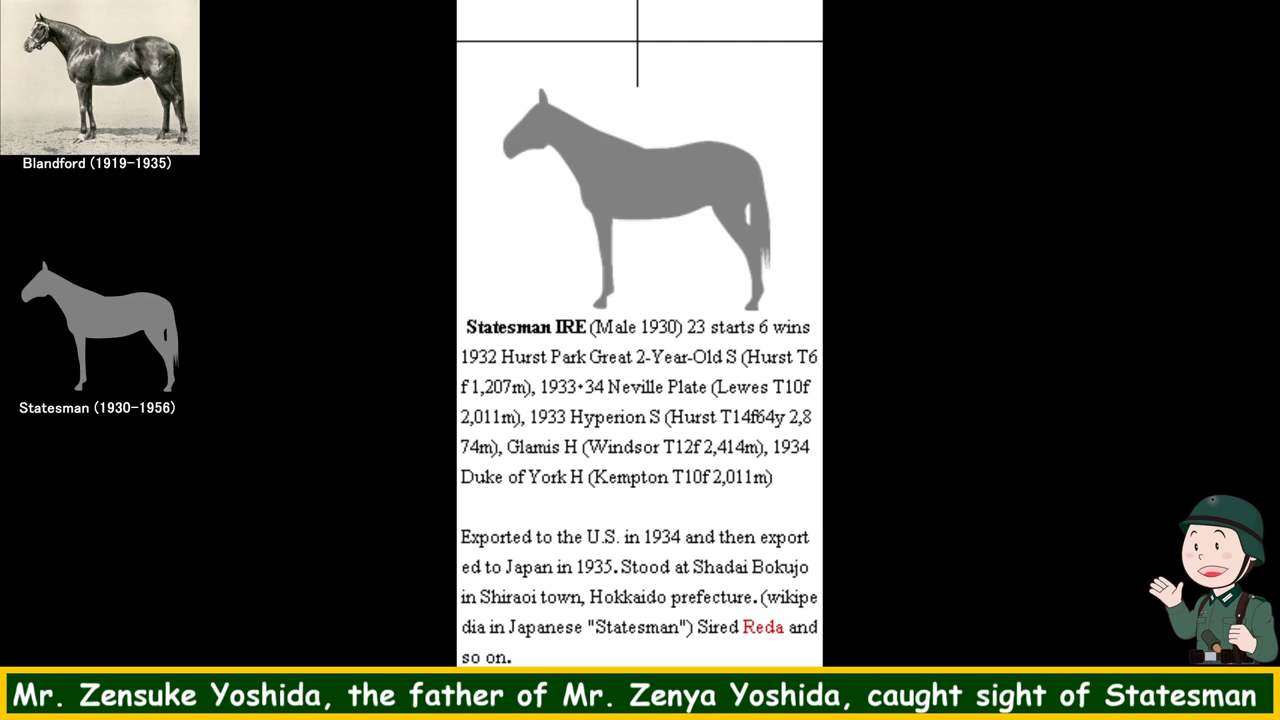 Blandford (1919-1935)
Statesman (1930-1956)
Statesman IRE (Male 1930) 23 starts 6 wins
1932 Hurst Park Great 2-Year-Old S (Hurst T6
f 1,207m), 1933･34 Neville Plate (Lewes T10f
2,011m), 1933 Hyperion S (Hurst T14f64y 2,8
74m), Glamis H (Windsor T12f 2,414m), 1934
Duke of York H (Kempton T10f 2,011m)
Exported to the U.S. in 1934 and then export
ed to Japan in 1935. Stood at Shadai Bokujo
in Shiraoi town, Hokkaido prefecture. (wikipe
dia in Japanese "Statesman") Sired Reda and
so on.
Mr. Zensuke Yoshida, the father of Mr. Zenya Yoshida, caught sight of Statesman